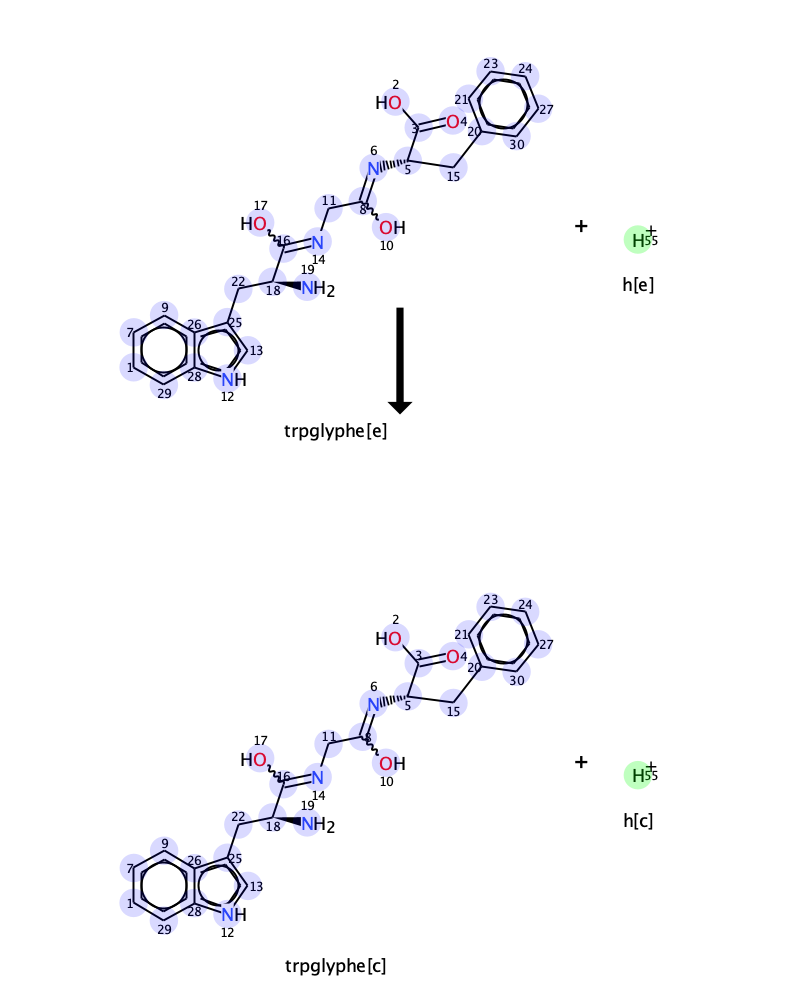 23
24
2
HO
21
27
3
O
4
20
30
6
N
5
15
17
11
8
HO
OH
10
16
N
14
19
18
NH2
22
9
26
25
7
13
1
28
NH
12
29
+
H+
55
h[e]
trpglyphe[e]
23
24
2
HO
21
27
3
O
4
20
30
6
N
5
15
17
11
8
HO
OH
10
16
N
14
19
18
NH2
22
9
26
25
7
13
1
28
NH
12
29
+
H+
55
h[c]
trpglyphe[c]